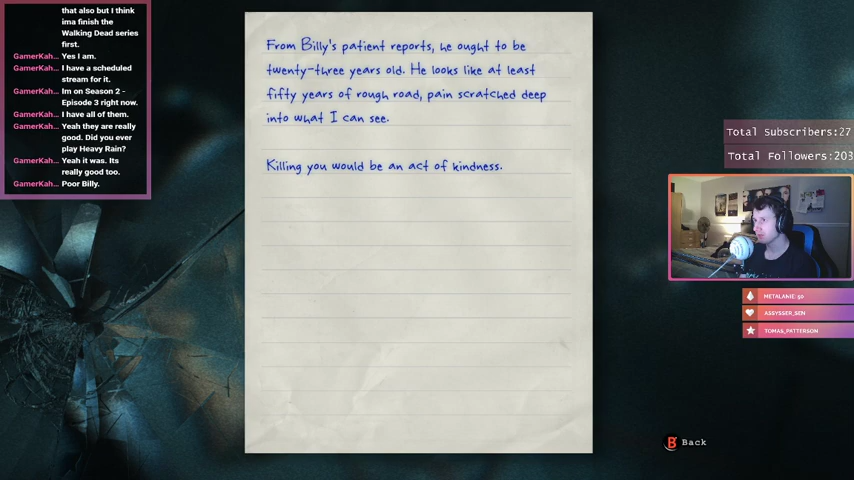 that also but I think
ima finish the
Walking Dead series
first.
GamerKah... Yes I am.
GamerKah... I have a scheduled
stream for it.
GamerKah... Im on Season 2 -
Episode 3 right now.
GamerKah... I have all of them.
GamerKah... Yeah they are really
good. Did you ever
play Heavy Rain?
GamerKah... Yeah it was. Its
really good too.
GamerKah... Poor Billy.
From Billy's patient reports, he ought to be
twenty-three years old. He looks like at least
fifty years of rough road, pain scratched deep
into what I can see.
Killing you would be an act of kindness.
Total Subscribers:27
Total Followers:203
METALANIE: 90
ASSYSSER_SEN
TOMAS_PATTERSON
B Back